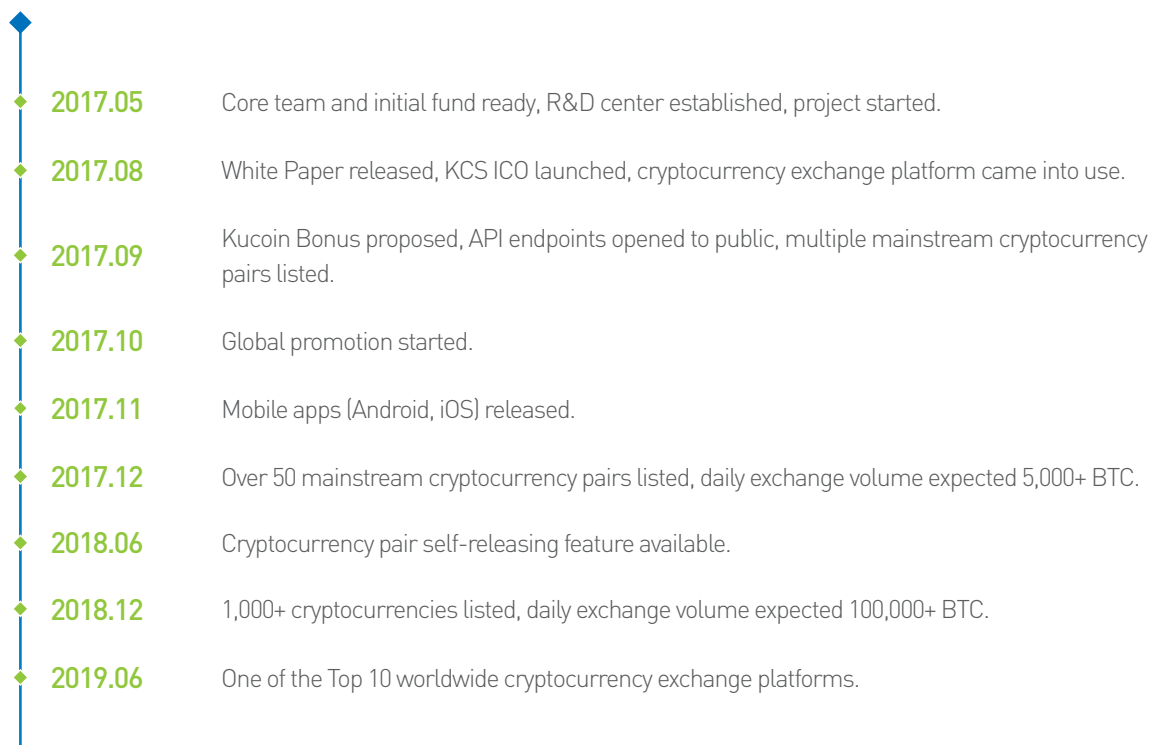 2017.05 Core team and initial fund ready, R&D center established, project started.
2017.08 White Paper released, KCS ICO launched, cryptocurrency exchange platform came into use.
2017.09 Kucoin Bonus proposed, API endpoints opened to public, multiple mainstream cryptocurrency
pairs listed.
2017.10 Global promotion started.
2017.11 Mobile apps (Android, iOS) released.
2017.12 Over 50 mainstream cryptocurrency pairs listed, daily exchange volume expected 5,000+ BTC.
2018.06 Cryptocurrency pair self-releasing feature available.
2018.12 1,000+ cryptocurrencies listed, daily exchange volume expected 100,000+ BTC.
2019.06 One of the Top 10 worldwide cryptocurrency exchange platforms.